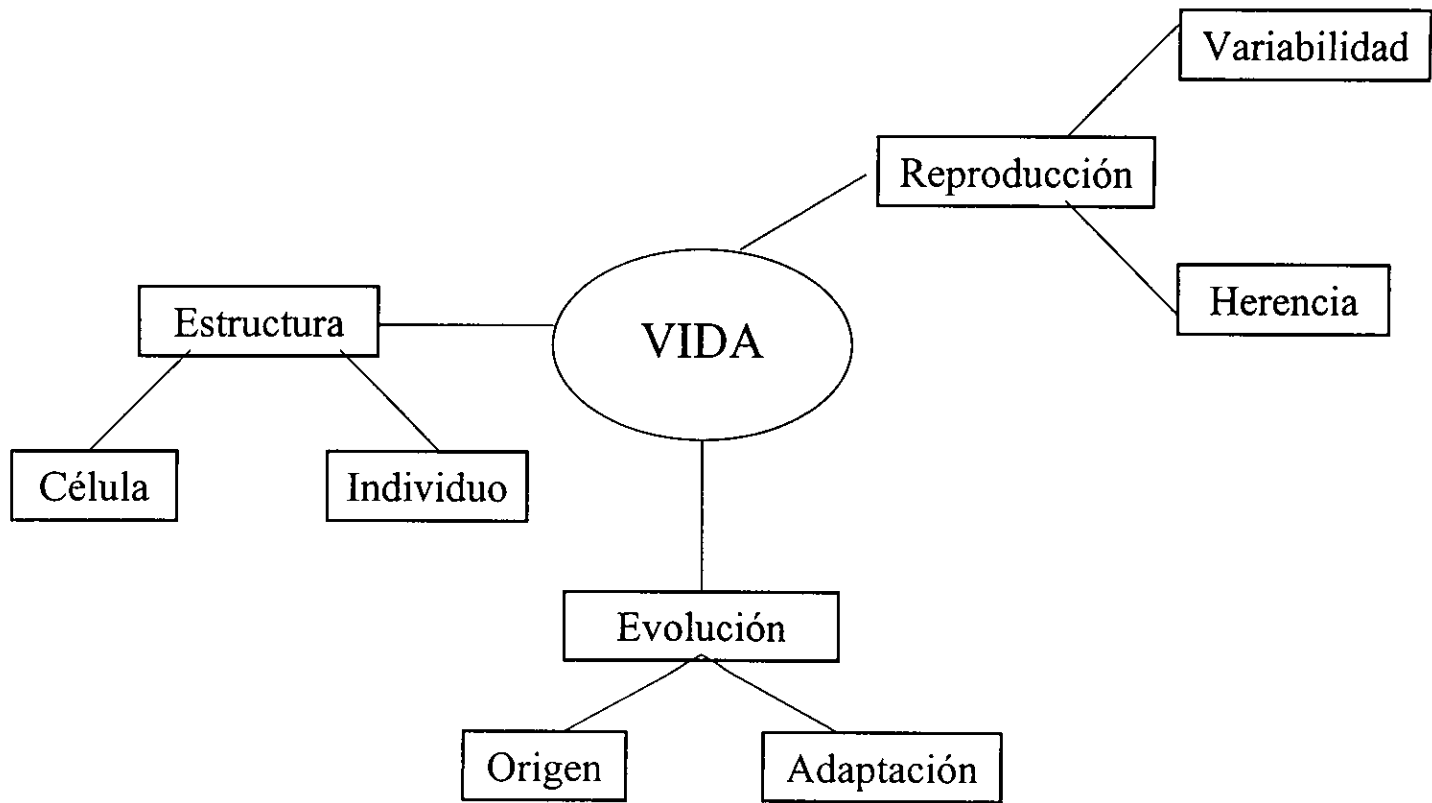 Variabilidad
Reproducción
Herencia
Estructura
VIDA
Célula
Individuo
Evolución
Origen
Adaptación